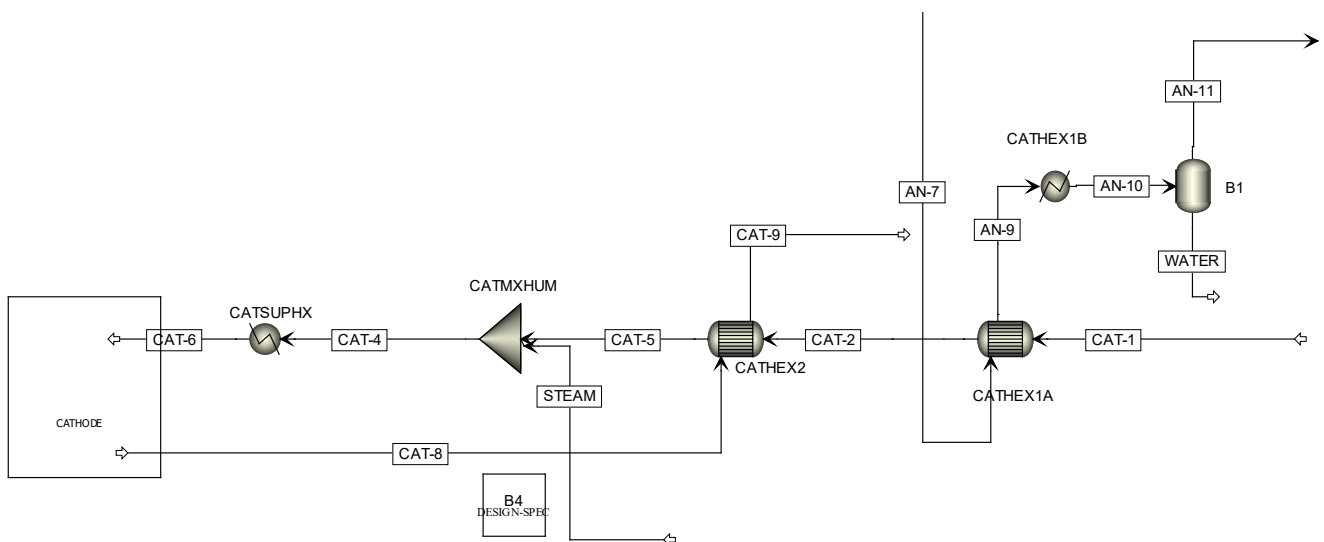 AN-11
CATHEX1B
AN-7
AN-10
B1
AN-9
CAT-9
WATER
CATMXHUM
CATSUPHX
CAT-6
CAT-4
CAT-5
CAT-2
CAT-1
CATHEX2
STEAM
CATHEX1A
CATHODE
CAT-8
B4
DESIGN-SPEC